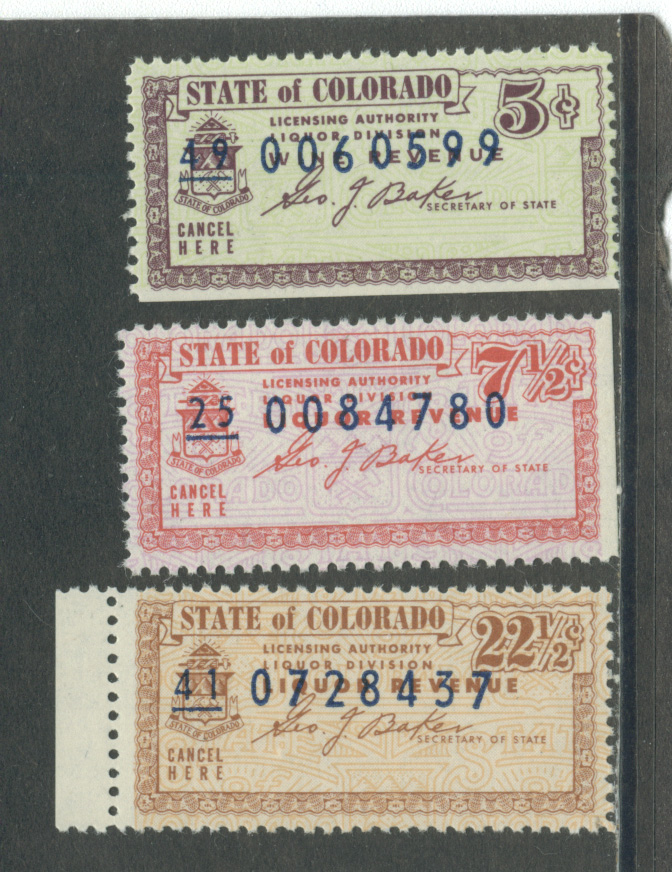 STATE of COLORADO 5¢
LICENSING AUTHORITY
LIQUOR DIVISION
WINE REVENUE
49 0060599
Geo. J. Baker
SECRETARY OF STATE
STATE OF COLORADO
CANCEL
HERE
STATE of COLORADO 7½¢
LICENSING AUTHORITY
LIQUOR DIVISION
LIQUOR REVENUE
25 0084780
Geo. J. Baker
SECRETARY OF STATE
STATE OF COLORADO
CANCEL
HERE
STATE of COLORADO 22½¢
LICENSING AUTHORITY
LIQUOR DIVISION
LIQUOR REVENUE
41 0728437
Geo. J. Baker
SECRETARY OF STATE
STATE OF COLORADO
CANCEL
HERE